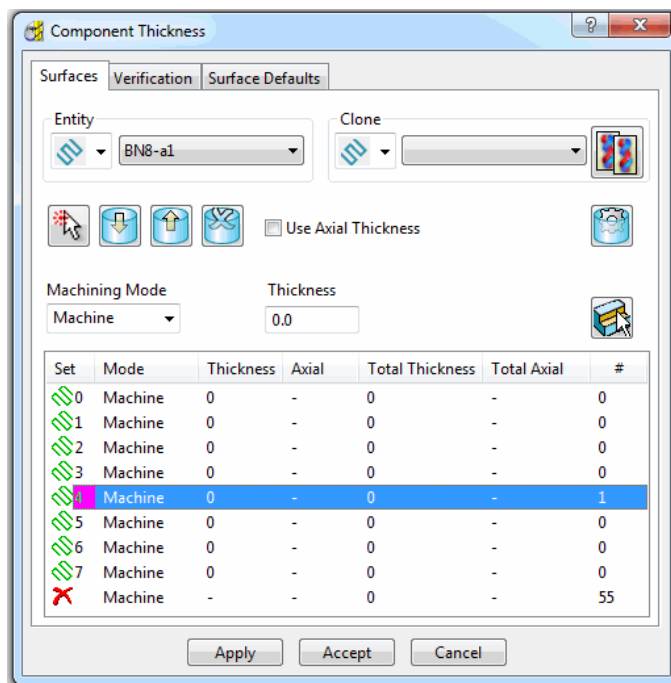 Component Thickness
Surfaces Verification Surface Defaults
Entity Clone
BN8-a1
Use Axial Thickness
Machining Mode Thickness
Machine 0.0
Set Mode Thickness Axial Total Thickness Total Axial #
0 Machine 0 - 0 - 0
1 Machine 0 - 0 - 0
2 Machine 0 - 0 - 0
3 Machine 0 - 0 - 0
4 Machine 0 - 0 - 1
5 Machine 0 - 0 - 0
6 Machine 0 - 0 - 0
7 Machine 0 - 0 - 0
Machine - - 0 - 55
Apply Accept Cancel